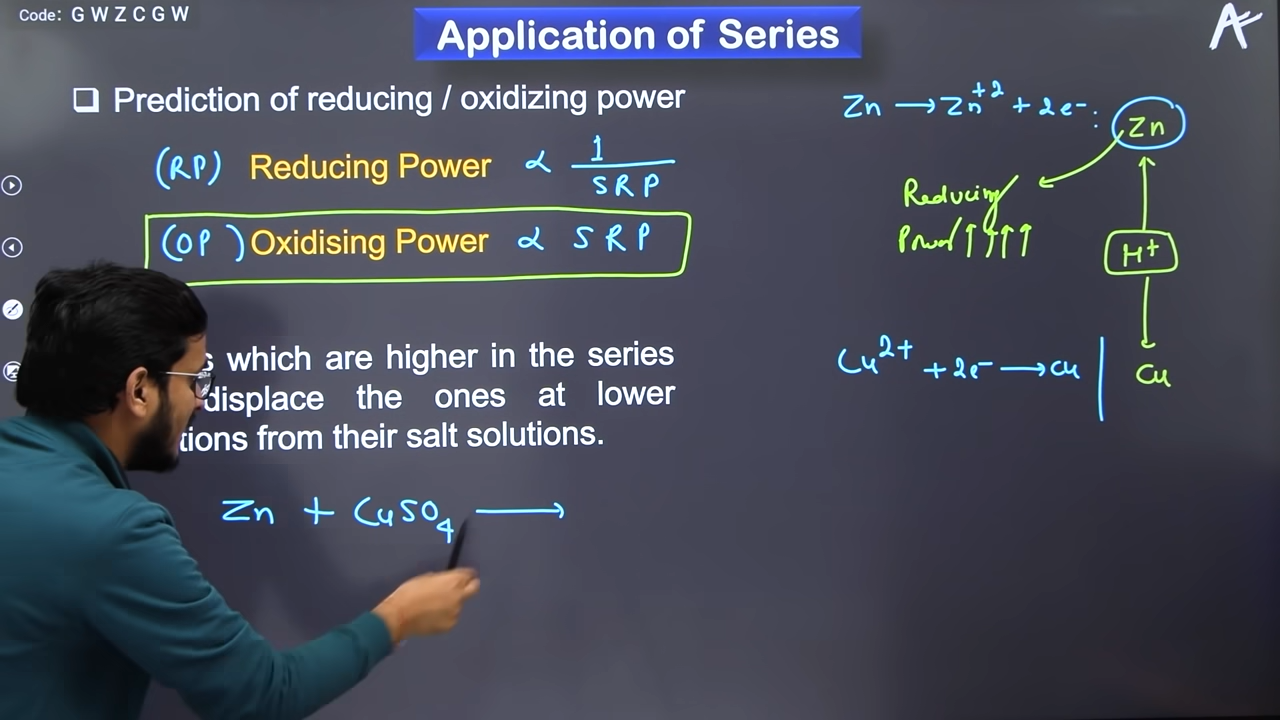 Code: G W Z C G W
Application of Series
❑ Prediction of reducing / oxidizing power
(RP) Reducing Power ∝ 1/SRP
(OP) Oxidising Power ∝ SRP
which are higher in the series
displace the ones at lower
from their salt solutions.
Zn + CuSO₄ ⟶
Zn ⟶ Zn⁺² + 2e⁻ :
Zn
Reducing
Power ↑↑↑↑
H⁺
Cu²⁺ + 2e⁻ ⟶ Cu
Cu